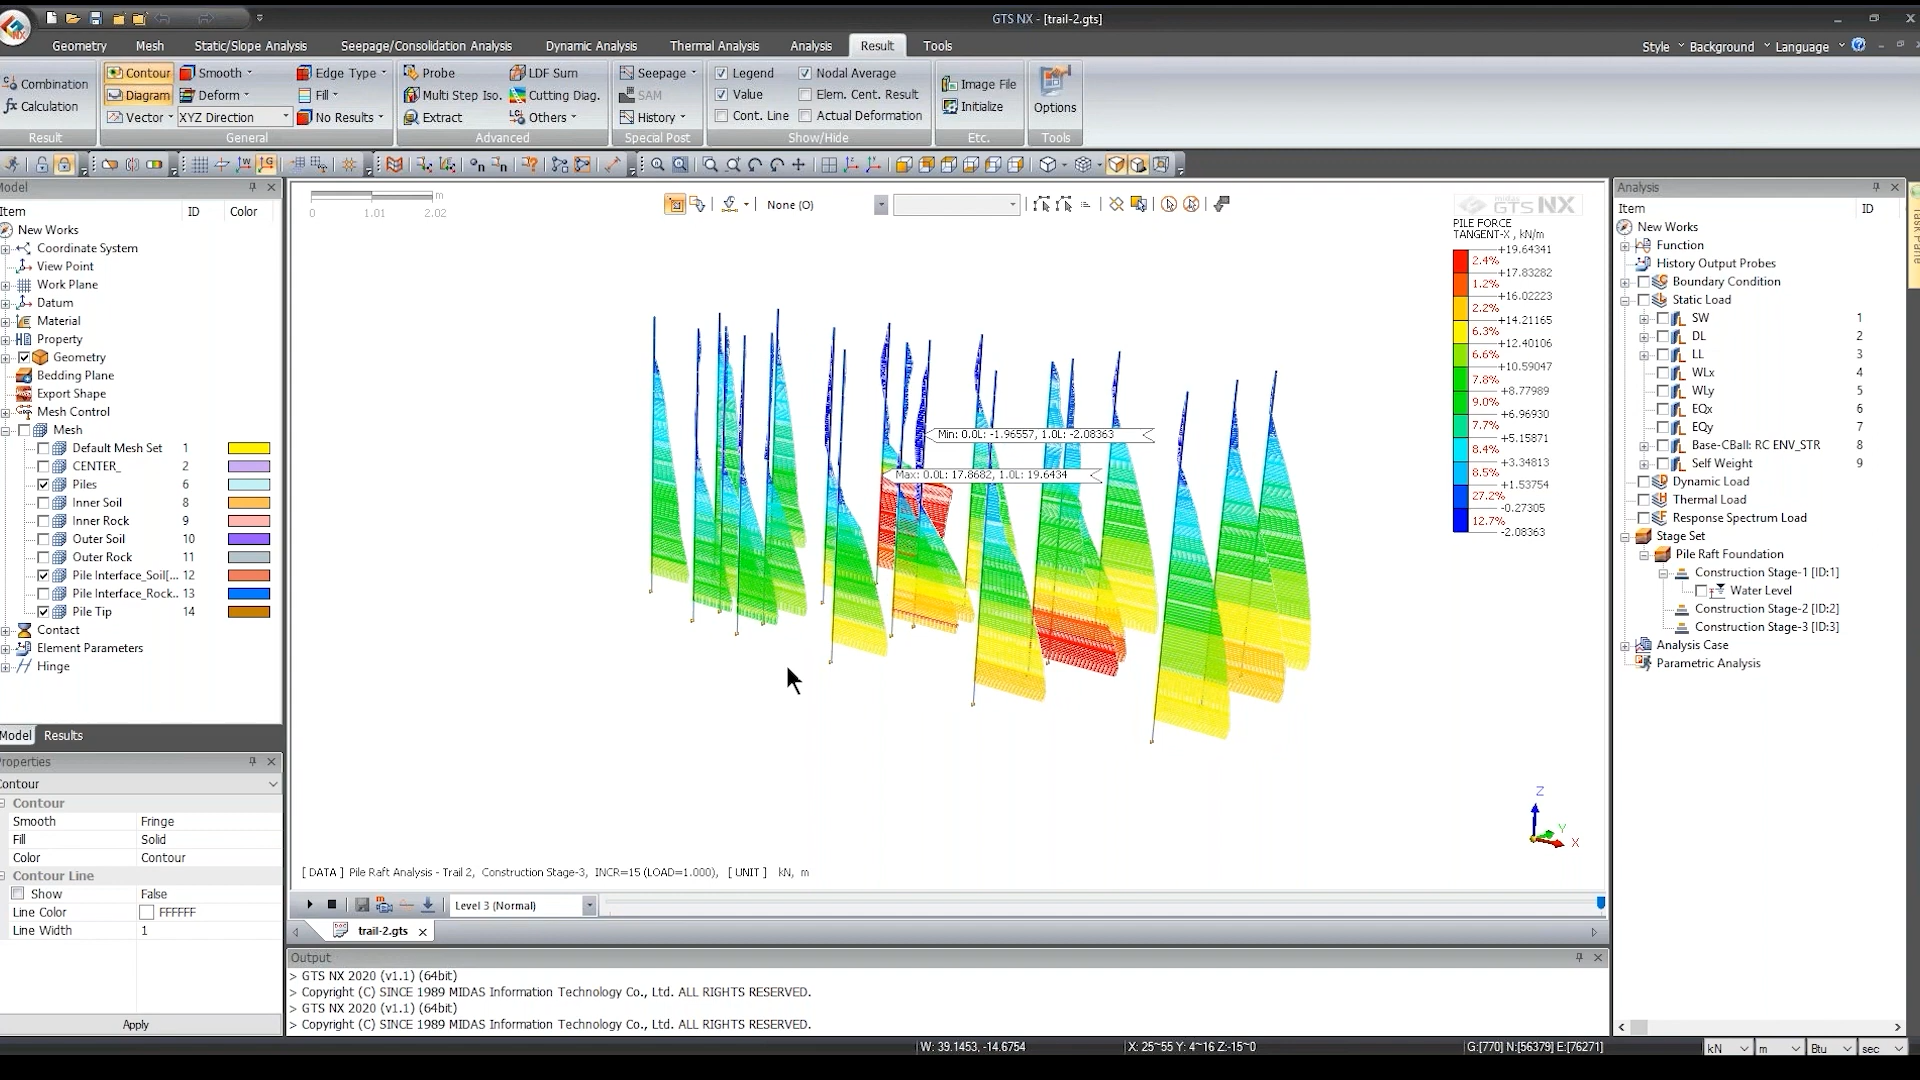 GTS NX - [trail-2.gts]
Geometry Mesh Static/Slope Analysis Seepage/Consolidation Analysis Dynamic Analysis Thermal Analysis Analysis Result Tools
Style Background Language
Combination
Calculation
Result
Contour Smooth Edge Type
Diagram Deform Fill
Vector XYZ Direction No Results
General
Probe LDF Sum
Multi Step Iso. Cutting Diag.
Extract Others
Advanced
Seepage
SAM
History
Special Post
Legend Nodal Average
Value Elem. Cent. Result
Cont. Line Actual Deformation
Show/Hide
Image File
Initialize
Etc.
Options
Tools
Model
Item ID Color
New Works
Coordinate System
View Point
Work Plane
Datum
Material
Property
Geometry
Bedding Plane
Export Shape
Mesh Control
Mesh
Default Mesh Set 1
CENTER_ 2
Piles 6
Inner Soil 8
Inner Rock 9
Outer Soil 10
Outer Rock 11
Pile Interface_Soil[... 12
Pile Interface_Rock.. 13
Pile Tip 14
Contact
Element Parameters
Hinge
Model Results
roperties
ontour
Contour
Smooth Fringe
Fill Solid
Color Contour
Contour Line
Show False
Line Color FFFFFF
Line Width 1
Apply
m
0 1.01 2.02
None (O)
midas
GTS NX
PILE FORCE
TANGENT-X , kN/m
+19.64341
2.4%
+17.83282
1.2%
+16.02223
2.2%
+14.21165
6.3%
+12.40106
6.6%
+10.59047
7.8%
+8.77989
9.0%
+6.96930
7.7%
+5.15871
8.4%
+3.34813
8.5%
+1.53754
27.2%
-0.27305
12.7%
-2.08363
Min: 0.0L: -1.96557, 1.0L: -2.08363
Max: 0.0L: 17.8682, 1.0L: 19.6434
Z
Y
X
[ DATA ] Pile Raft Analysis - Trail 2, Construction Stage-3, INCR=15 (LOAD=1.000), [ UNIT ] kN, m
Level 3 (Normal)
trail-2.gts
Output
> GTS NX 2020 (v1.1) (64bit)
> Copyright (C) SINCE 1989 MIDAS Information Technology Co., Ltd. ALL RIGHTS RESERVED.
> GTS NX 2020 (v1.1) (64bit)
> Copyright (C) SINCE 1989 MIDAS Information Technology Co., Ltd. ALL RIGHTS RESERVED.
Analysis
Item ID
New Works
Function
History Output Probes
Boundary Condition
Static Load
SW 1
DL 2
LL 3
WLx 4
WLy 5
EQx 6
EQy 7
Base-CBall: RC ENV_STR 8
Self Weight 9
Dynamic Load
Thermal Load
Response Spectrum Load
Stage Set
Pile Raft Foundation
Construction Stage-1 [ID:1]
Water Level
Construction Stage-2 [ID:2]
Construction Stage-3 [ID:3]
Analysis Case
Parametric Analysis
W: 39.1453, -14.6754 X: 25~55 Y: 4~16 Z:-15~0 G:[770] N:[56379] E:[76271] kN m Btu sec